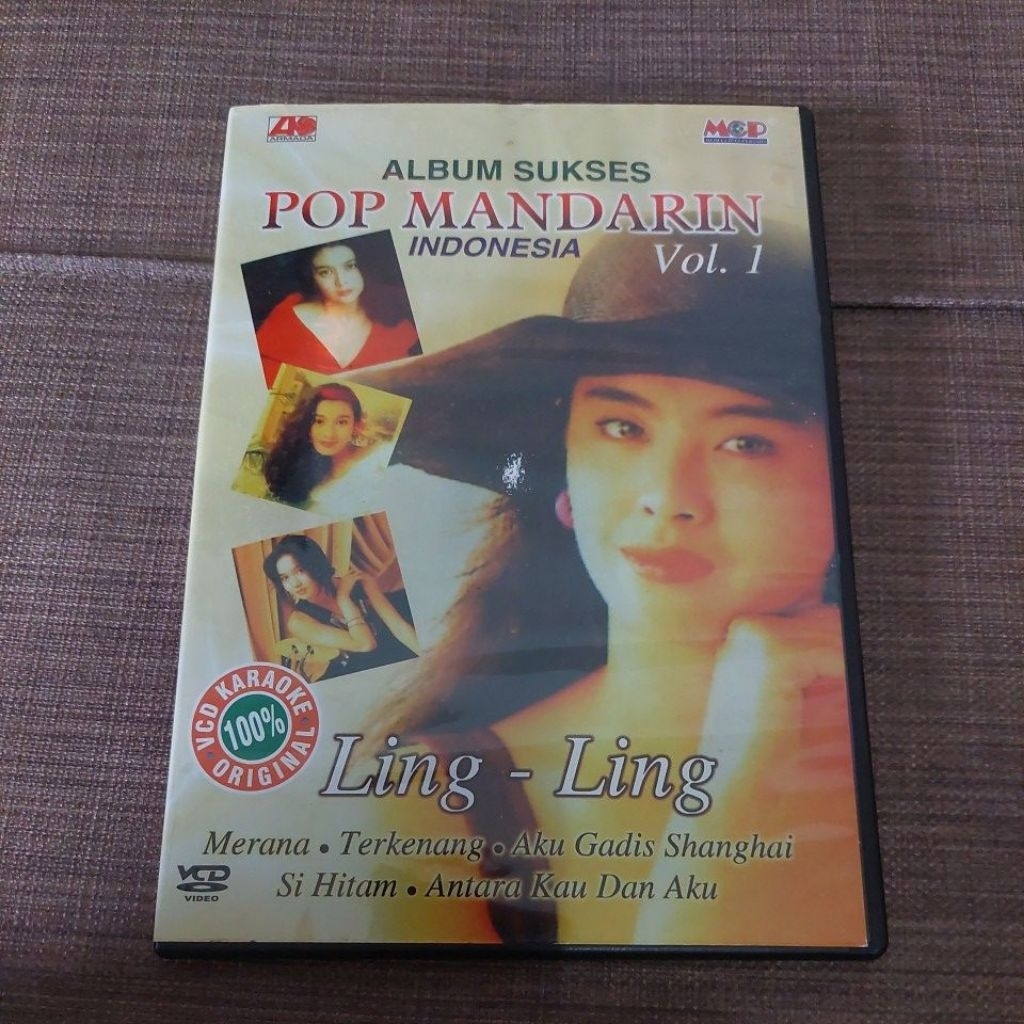 ARMADA
MGP
ALBUM SUKSES
POP MANDARIN
INDONESIA
Vol. 1
VCD KARAOKE
100%
ORIGINAL
Ling - Ling
Merana • Terkenang • Aku Gadis Shanghai
Si Hitam • Antara Kau Dan Aku
VCD
VIDEO